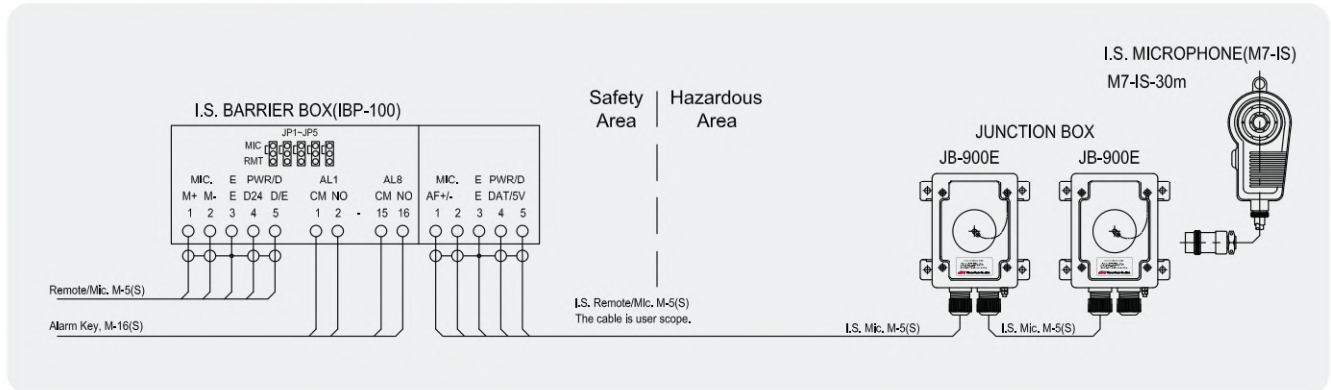 I.S. MICROPHONE(M7-IS)
M7-IS-30m
Safety Area
Hazardous Area
I.S. BARRIER BOX(IBP-100)
JUNCTION BOX
JB-900E JB-900E
JP1~JP5
MIC
RMT
MIC. E PWR/D AL1 AL8 MIC. E PWR/D
M+ M- E D24 D/E CM NO CM NO AF+/- E DAT/5V
1 2 3 4 5 1 2 - 15 16 1 2 3 4 5
Remote/Mic. M-5(S)
Alarm Key, M-16(S)
I.S. Remote/Mic. M-5(S)
The cable is user scope.
I.S. Mic. M-5(S) I.S. Mic. M-5(S)